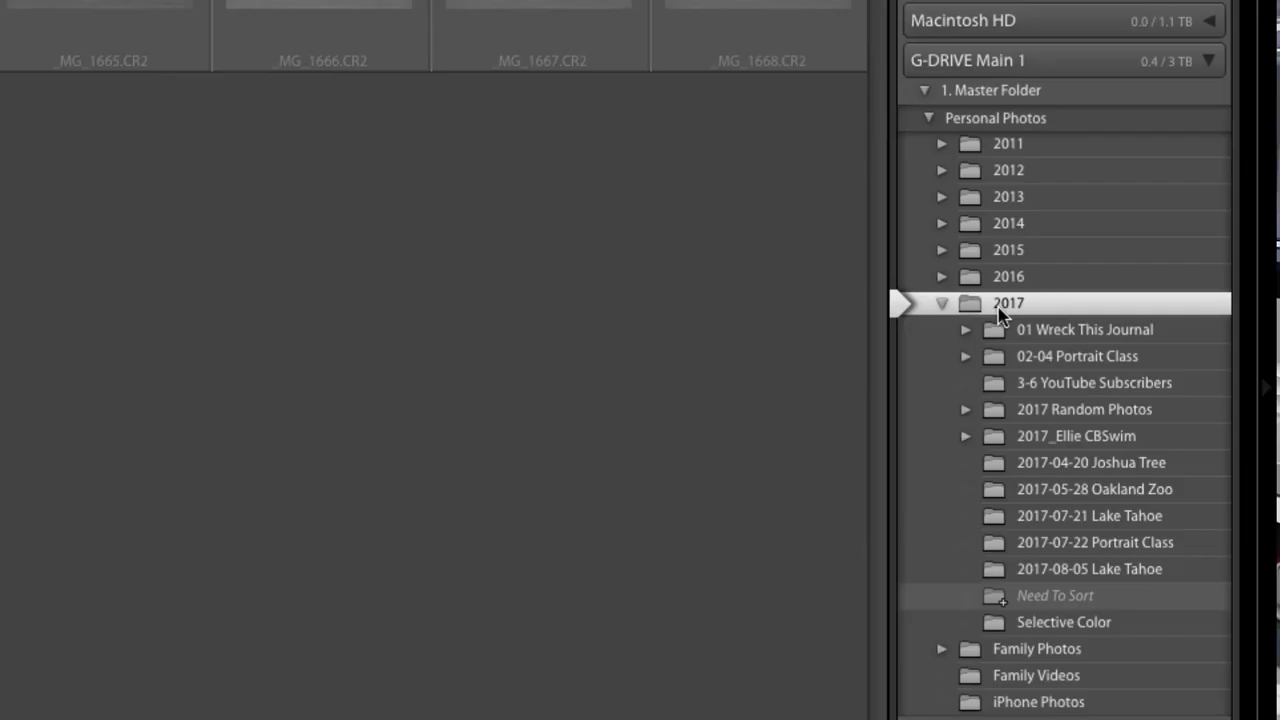 _MG_1665.CR2
_MG_1666.CR2
_MG_1667.CR2
_MG_1668.CR2
Macintosh HD 0.0 / 1.1 TB
G-DRIVE Main 1 0.4 / 3 TB
1. Master Folder
Personal Photos
2011
2012
2013
2014
2015
2016
2017
01 Wreck This Journal
02-04 Portrait Class
3-6 YouTube Subscribers
2017 Random Photos
2017_Ellie CBSwim
2017-04-20 Joshua Tree
2017-05-28 Oakland Zoo
2017-07-21 Lake Tahoe
2017-07-22 Portrait Class
2017-08-05 Lake Tahoe
Need To Sort
Selective Color
Family Photos
Family Videos
iPhone Photos